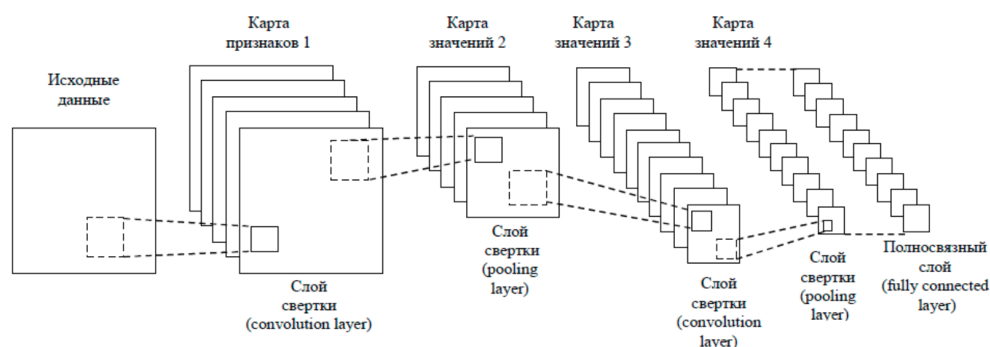 Исходные
данные
Карта
признаков 1
Карта
значений 2
Карта
значений 3
Карта
значений 4
Слой
свертки
(convolution layer)
Слой
свертки
(pooling
layer)
Слой
свертки
(convolution
layer)
Слой
свертки
(pooling
layer)
Полносвязный
слой
(fully connected
layer)